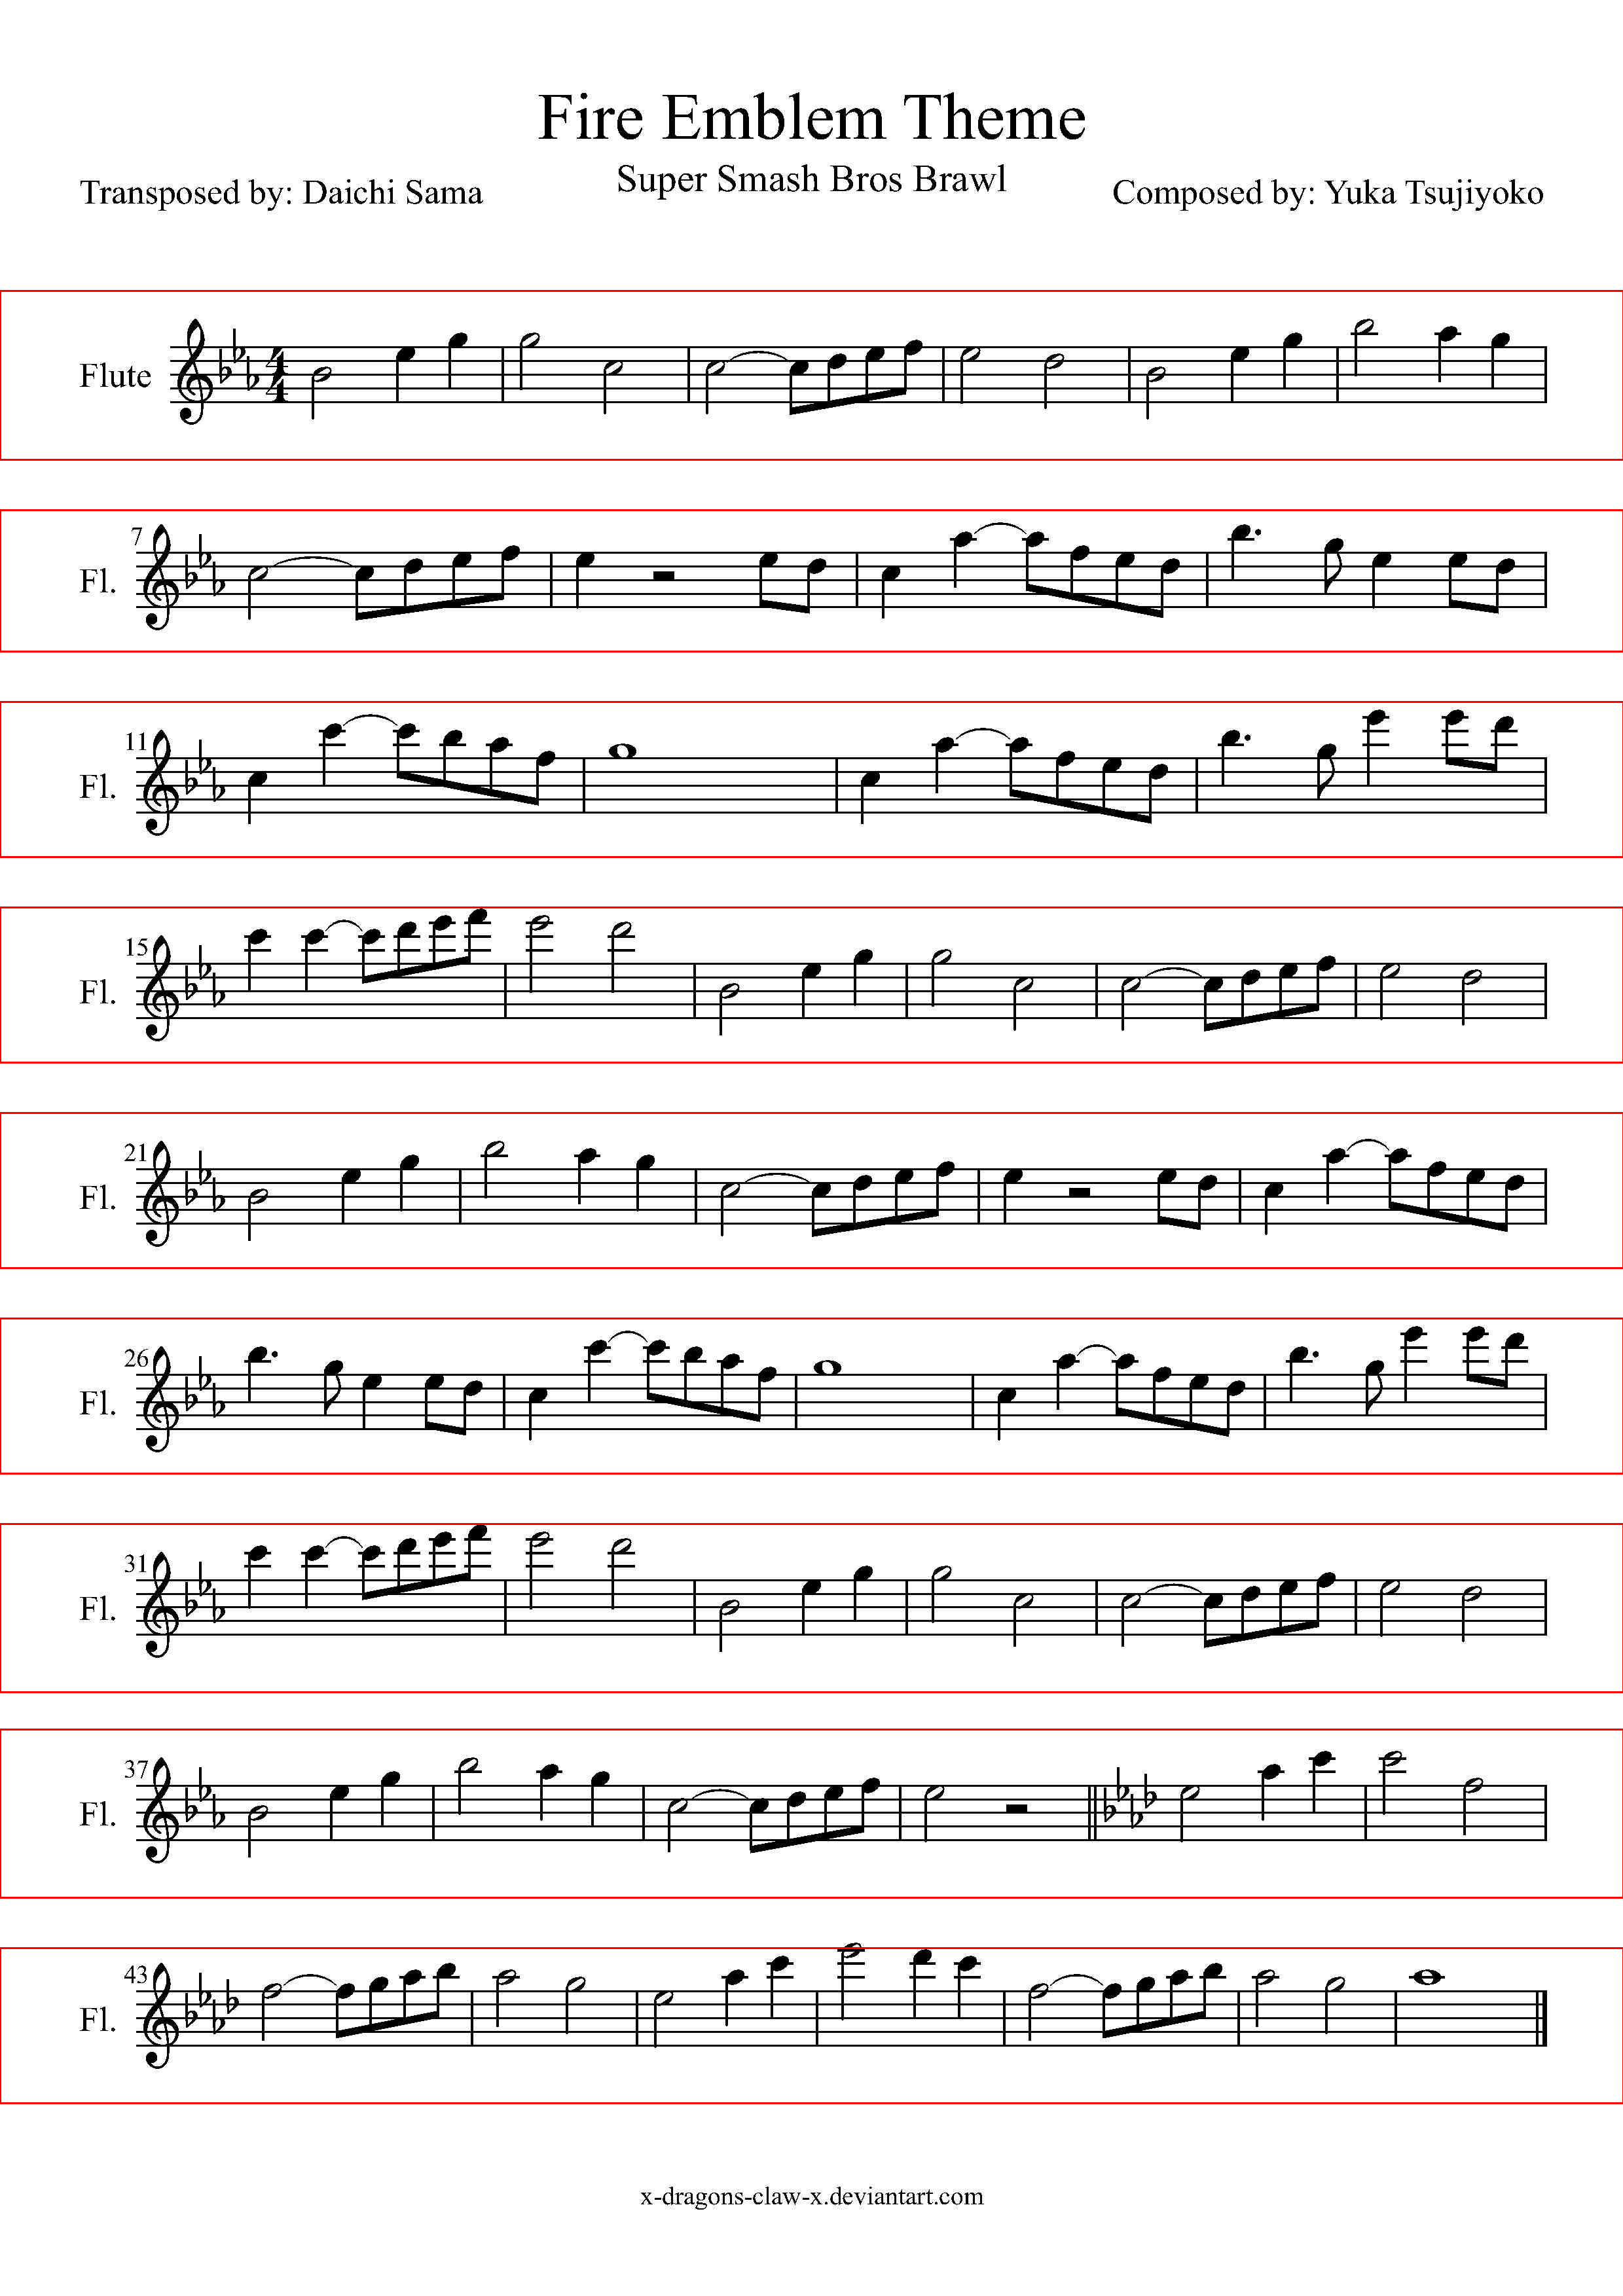 Fire Emblem Theme
Super Smash Bros Brawl
Transposed by: Daichi Sama
Composed by: Yuka Tsujiyoko
Flute
7
Fl.
11
Fl.
15
Fl.
21
Fl.
26
Fl.
31
Fl.
37
Fl.
43
Fl.
x-dragons-claw-x.deviantart.com